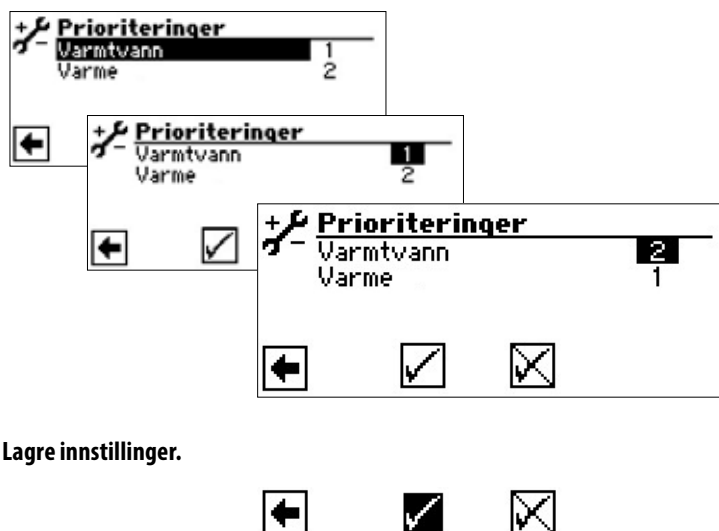 Prioriteringer
Varmtvann 1
Varme 2
Prioriteringer
Varmtvann 1
Varme 2
Prioriteringer
Varmtvann 2
Varme 1
Lagre innstillinger.